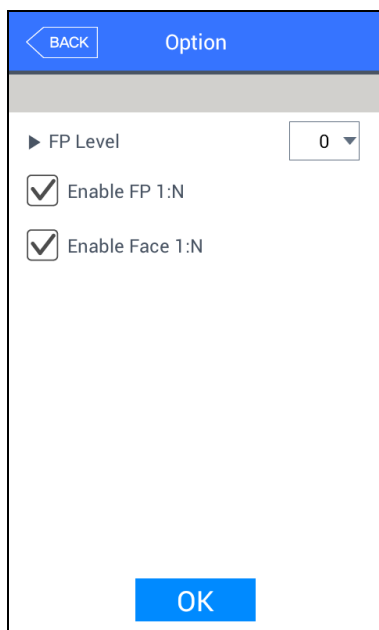 BACK
Option
FP Level
0
Enable FP 1:N
Enable Face 1:N
OK